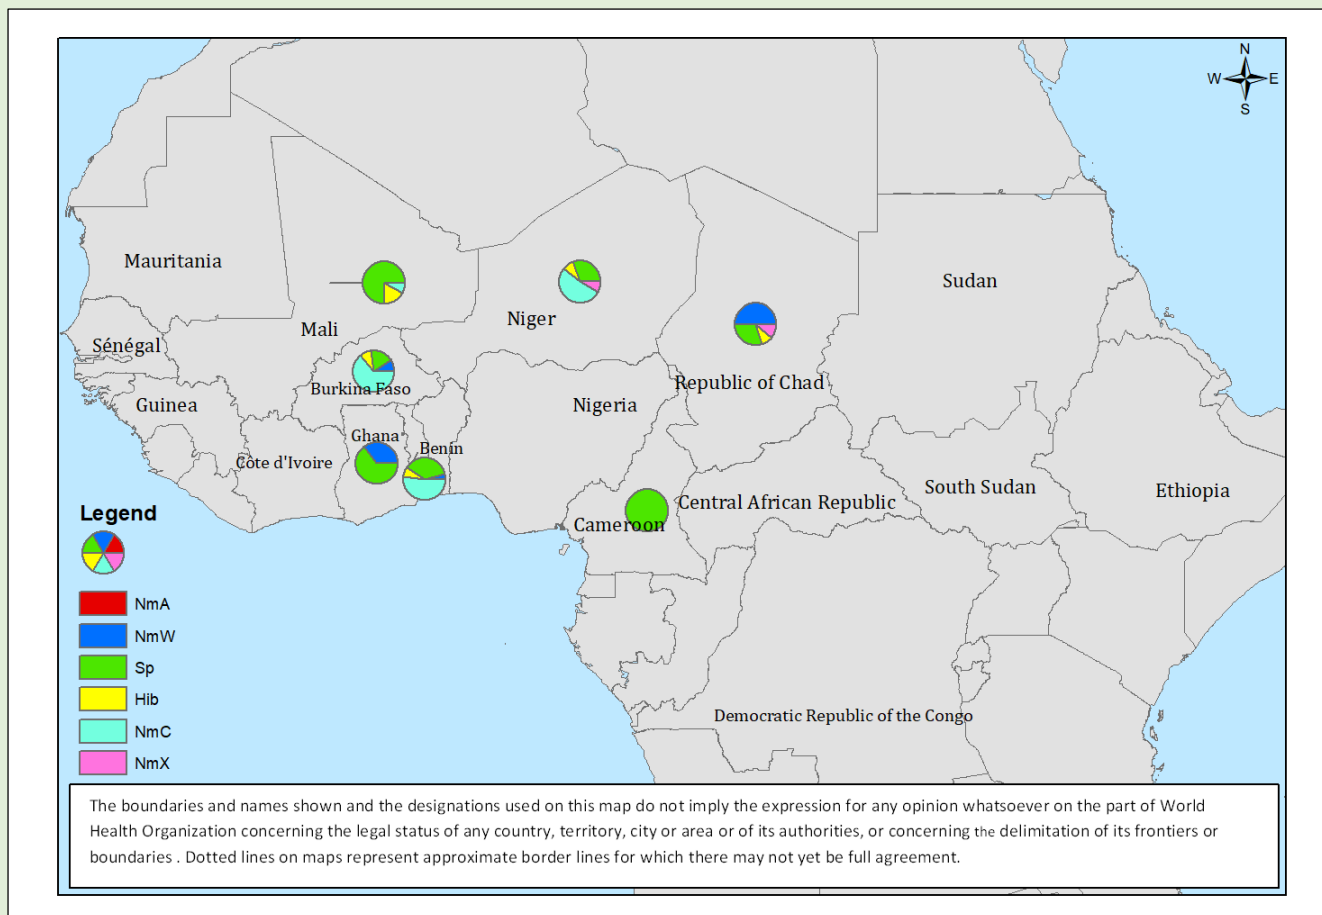 N
W E
S
Mauritania
Sudan
Niger
Mali
Sénégal
Republic of Chad
Burkina Faso
Guinea
Nigeria
Ghana
Benin
Côte d'Ivoire
South Sudan
Ethiopia
Central African Republic
Cameroon
Democratic Republic of the Congo
Legend
NmA
NmW
Sp
Hib
NmC
NmX
The boundaries and names shown and the designations used on this map do not imply the expression for any opinion whatsoever on the part of World
Health Organization concerning the legal status of any country, territory, city or area or of its authorities, or concerning the delimitation of its frontiers or
boundaries . Dotted lines on maps represent approximate border lines for which there may not yet be full agreement.